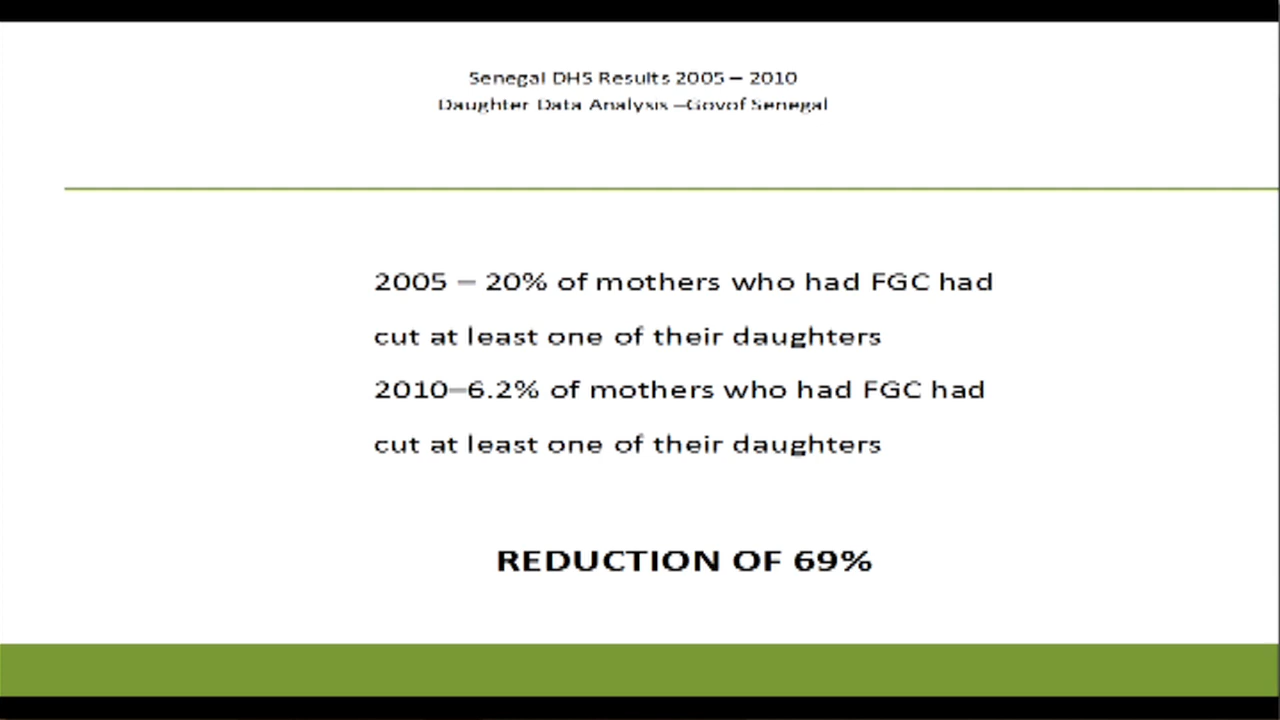 Senegal DHS Results 2005 – 2010
Daughter Data Analysis –Govof Senegal
2005 – 20% of mothers who had FGC had
cut at least one of their daughters
2010–6.2% of mothers who had FGC had
cut at least one of their daughters
REDUCTION OF 69%